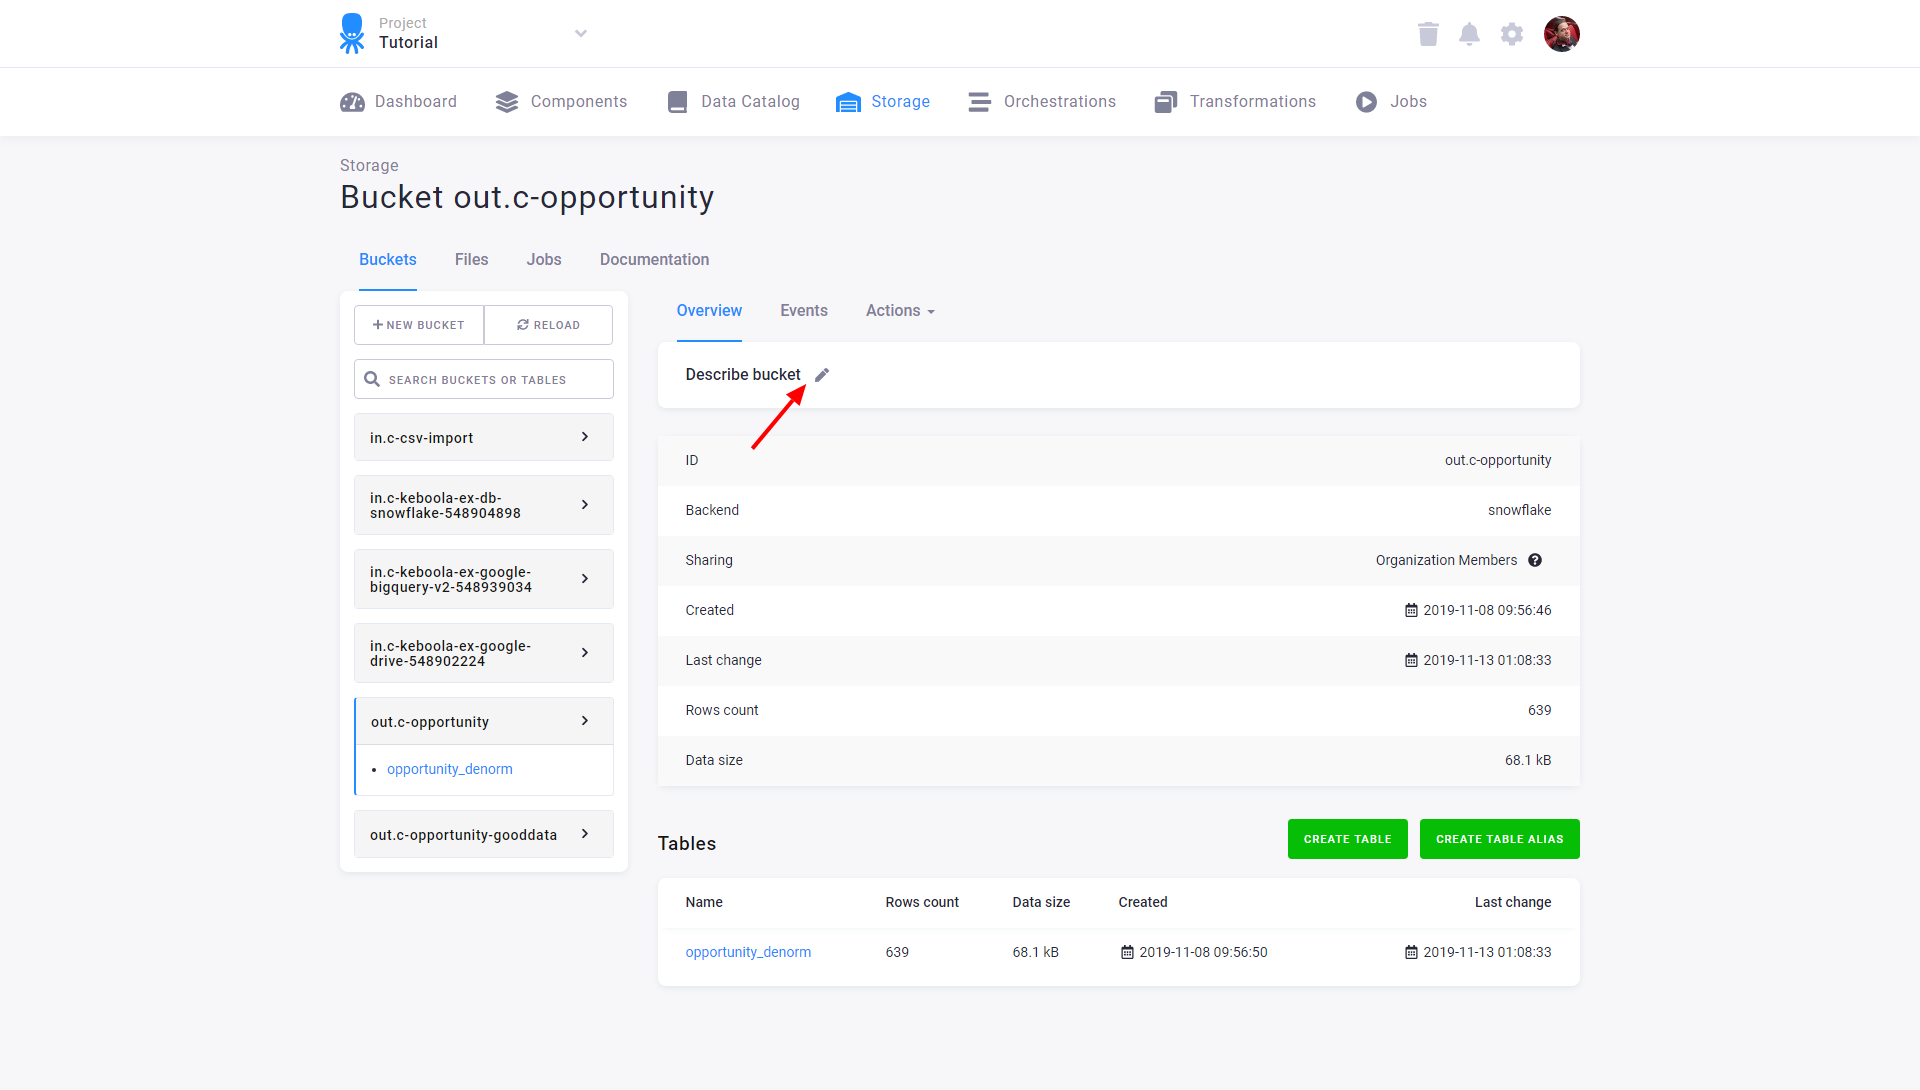 Project
Tutorial
Dashboard
Components
Data Catalog
Storage
Orchestrations
Transformations
Jobs
Storage
Bucket out.c-opportunity
Buckets
Files
Jobs
Documentation
NEW BUCKET
RELOAD
SEARCH BUCKETS OR TABLES
in.c-csv-import
in.c-keboola-ex-db-
snowflake-548904898
in.c-keboola-ex-google-
bigquery-v2-548939034
in.c-keboola-ex-google-
drive-548902224
out.c-opportunity
opportunity_denorm
out.c-opportunity-gooddata
Overview
Events
Actions
Describe bucket
ID out.c-opportunity
Backend snowflake
Sharing Organization Members
Created 2019-11-08 09:56:46
Last change 2019-11-13 01:08:33
Rows count 639
Data size 68.1 kB
Tables
CREATE TABLE
CREATE TABLE ALIAS
Name Rows count Data size Created Last change
opportunity_denorm 639 68.1 kB 2019-11-08 09:56:50 2019-11-13 01:08:33